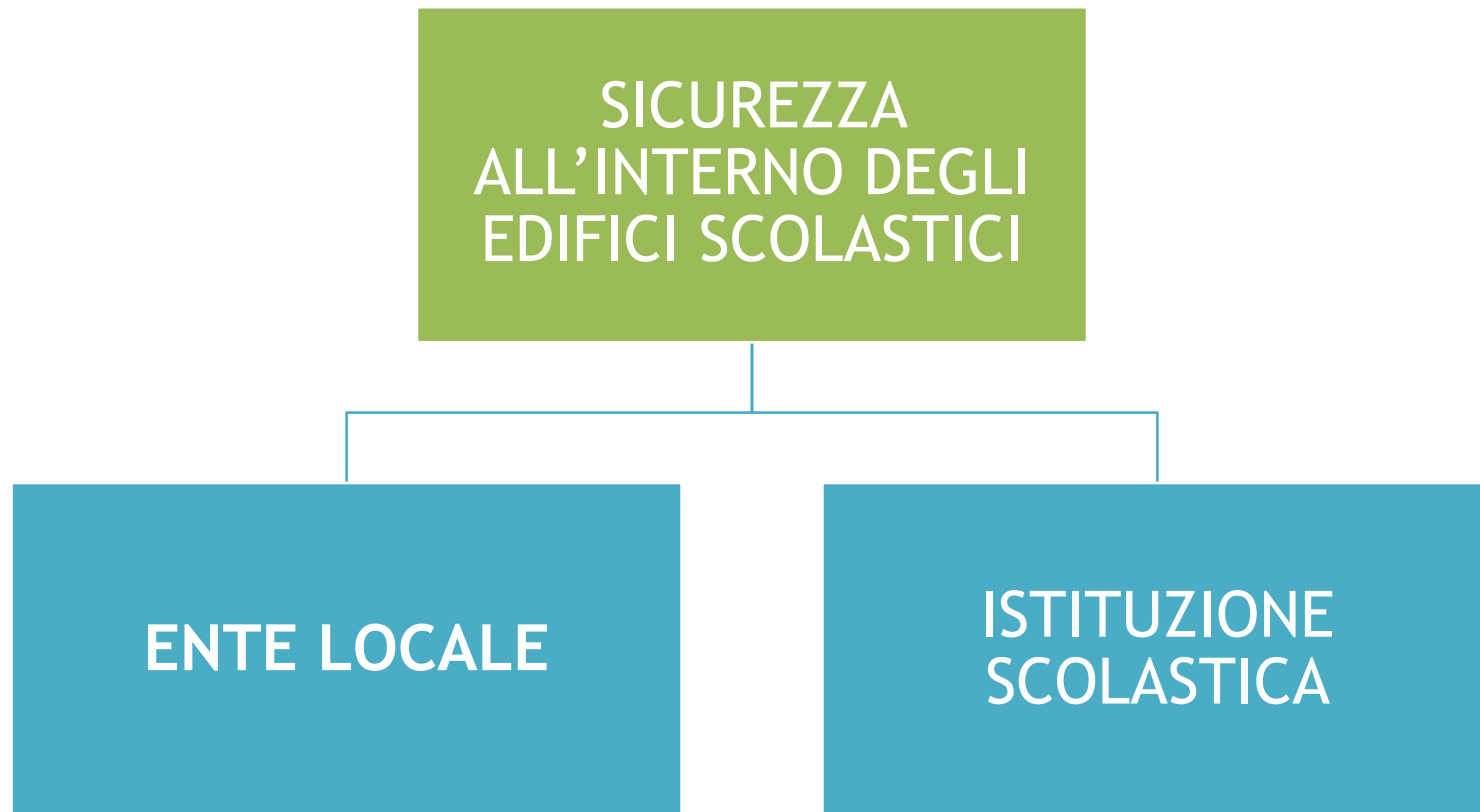 SICUREZZA
ALL’INTERNO DEGLI
EDIFICI SCOLASTICI
ENTE LOCALE
ISTITUZIONE
SCOLASTICA